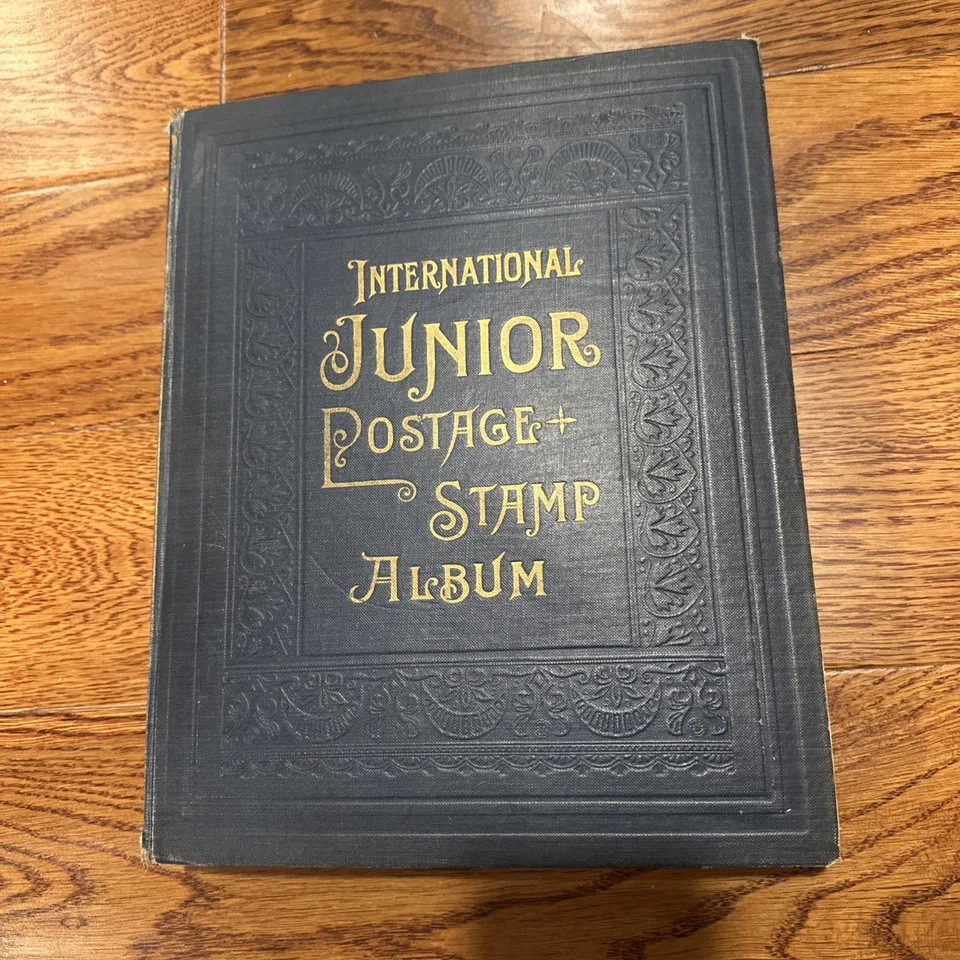 INTERNATIONAL
JUNIOR
POSTAGE
STAMP
ALBUM